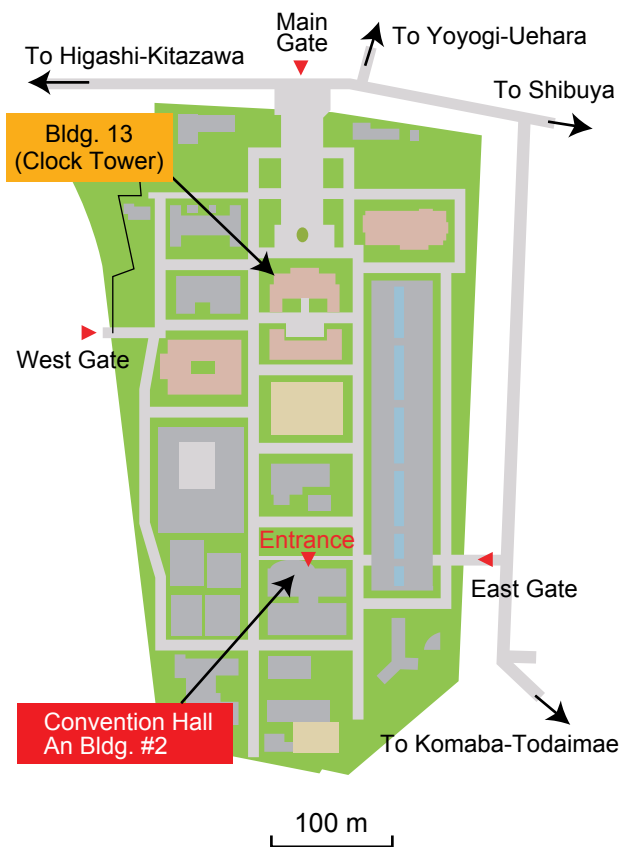 Main
Gate
To Yoyogi-Uehara
To Higashi-Kitazawa
To Shibuya
Bldg. 13
(Clock Tower)
West Gate
Entrance
East Gate
Convention Hall
An Bldg. #2
To Komaba-Todaimae
100 m